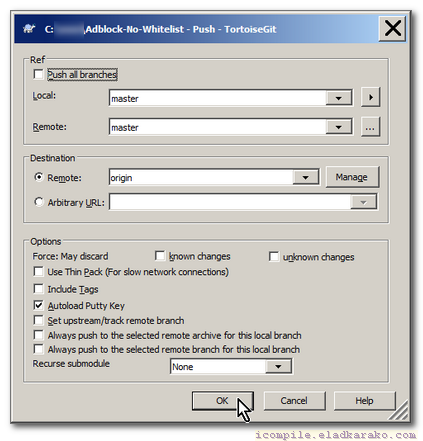 C:\Adblock-No-Whitelist - Push - TortoiseGit
Ref
Push all branches
Local:
master
Remote:
master
...
Destination
Remote:
origin
Manage
Arbitrary URL:
Options
Force: May discard
known changes
unknown changes
Use Thin Pack (For slow network connections)
Include Tags
Autoload Putty Key
Set upstream/track remote branch
Always push to the selected remote archive for this local branch
Always push to the selected remote branch for this local branch
Recurse submodule
None
OK
Cancel
Help
icompile.eladkarako.com